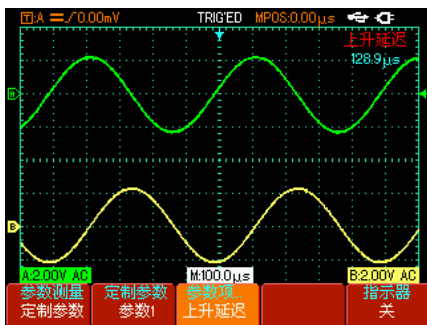 T:A 0.00mV TRIG'ED MPOS:0.00μs
上升延迟
128.9μs
A
B
A:2.00V AC M:100.0μs B:2.00V AC
参数测量 定制参数 参数项... 指示器
定制参数 参数1 上升延迟 关